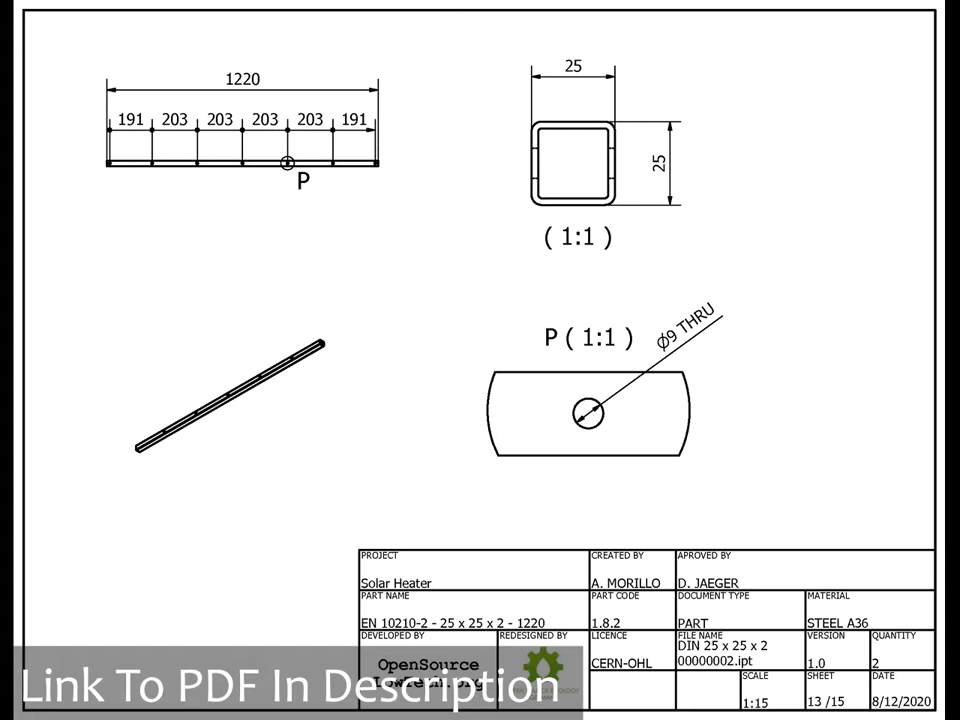 1220
191 203 203 203 203 191
P
25
25
( 1:1 )
P ( 1:1 )
Ø9 THRU
PROJECT
Solar Heater
CREATED BY
A. MORILLO
APROVED BY
D. JAEGER
PART NAME
EN 10210-2 - 25 x 25 x 2 - 1220
PART CODE
1.8.2
DOCUMENT TYPE
PART
MATERIAL
STEEL A36
DEVELOPED BY
OpenSource
lowtech.org
REDESIGNED BY
LICENCE
CERN-OHL
FILE NAME
DIN 25 x 25 x 2
00000002.ipt
VERSION
1.0
QUANTITY
2
SCALE
1:15
SHEET
13 /15
DATE
8/12/2020
Link To PDF In Description